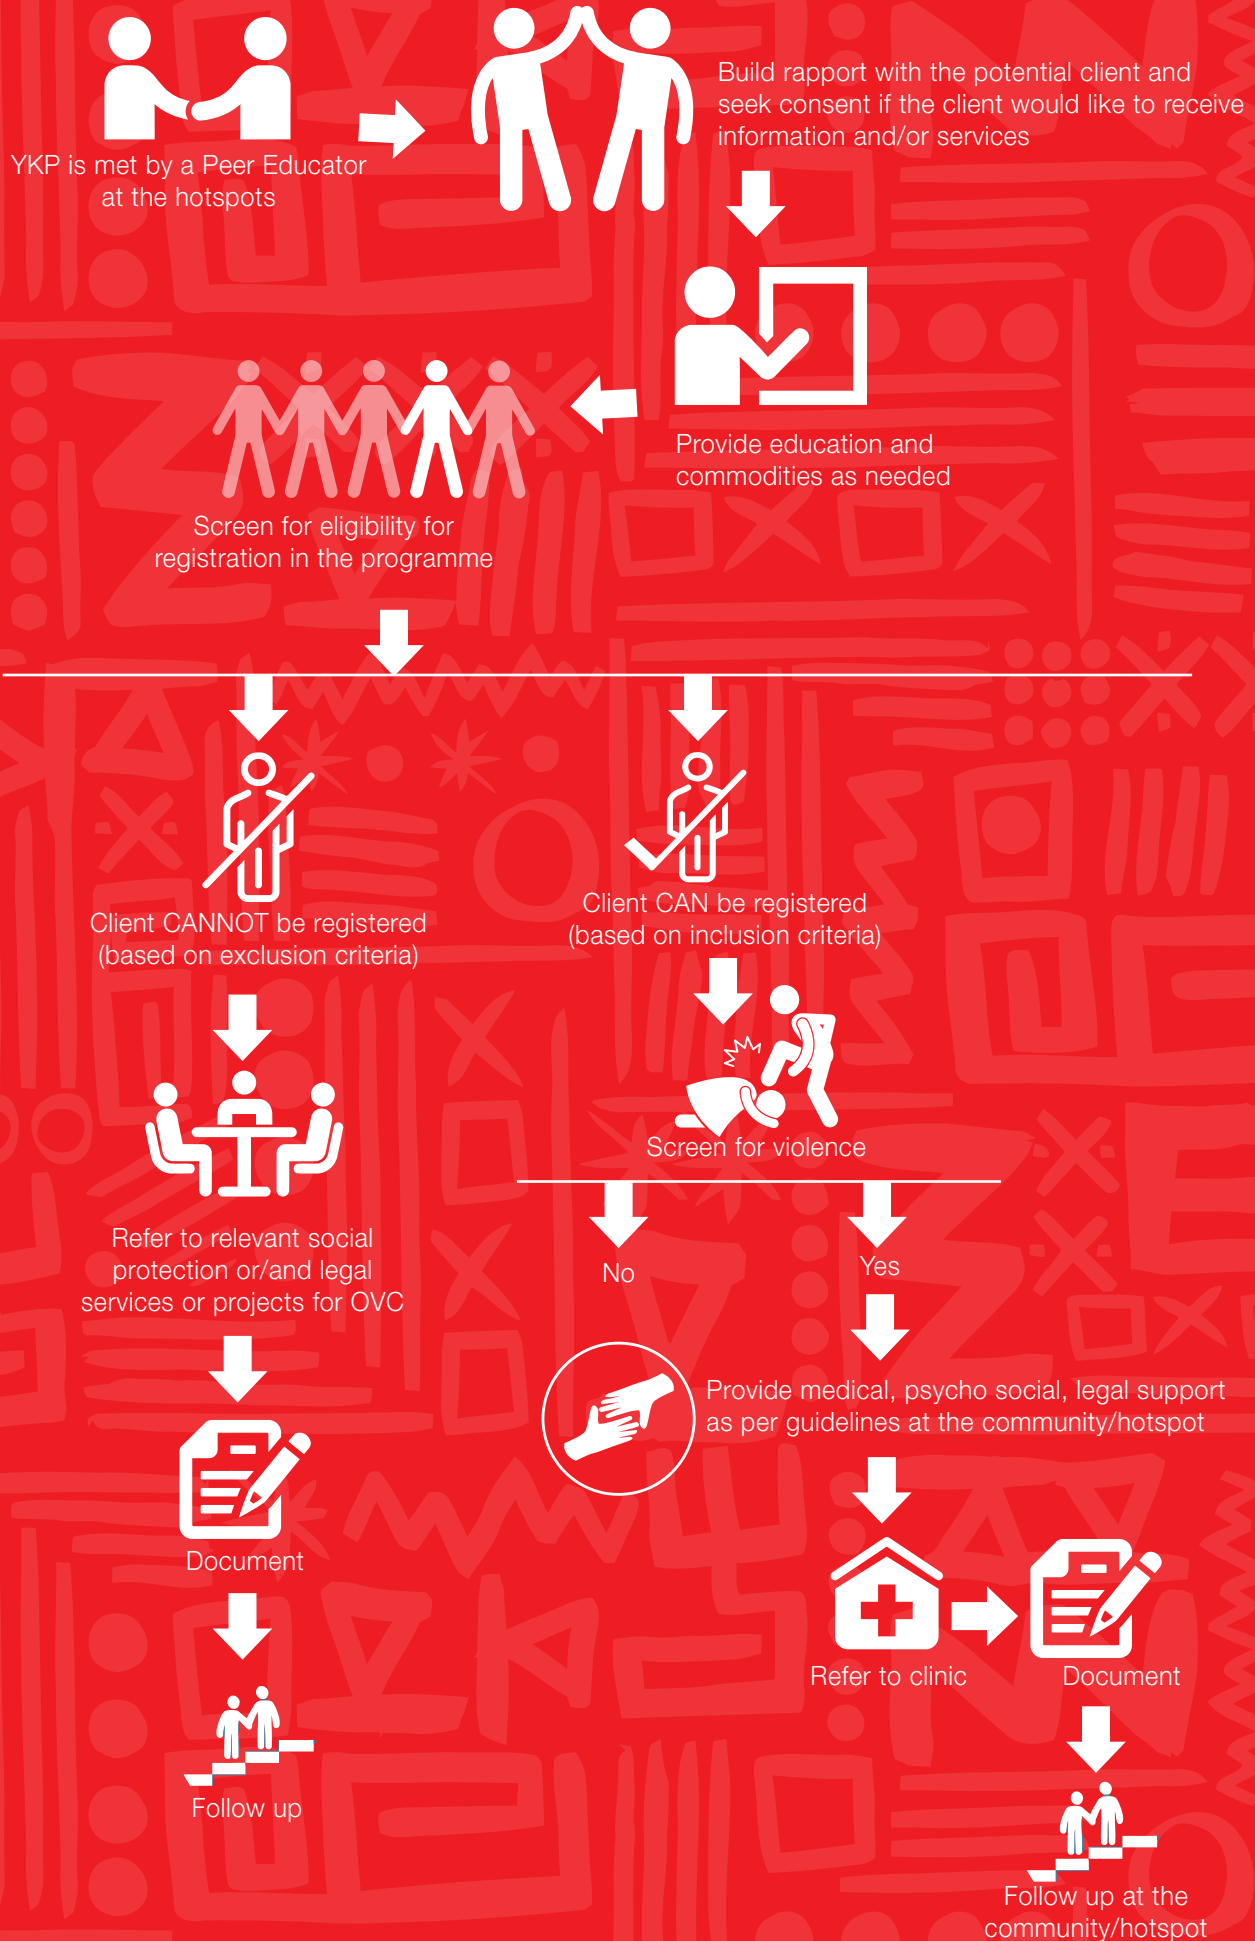 YKP is met by a Peer Educator
at the hotspots
Build rapport with the potential client and
seek consent if the client would like to receive
information and/or services
Provide education and
commodities as needed
Screen for eligibility for
registration in the programme
Client CANNOT be registered
(based on exclusion criteria)
Refer to relevant social
protection or/and legal
services or projects for OVC
Document
Follow up
Client CAN be registered
(based on inclusion criteria)
Screen for violence
No
Yes
Provide medical, psycho social, legal support
as per guidelines at the community/hotspot
Refer to clinic
Document
Follow up at the
community/hotspot